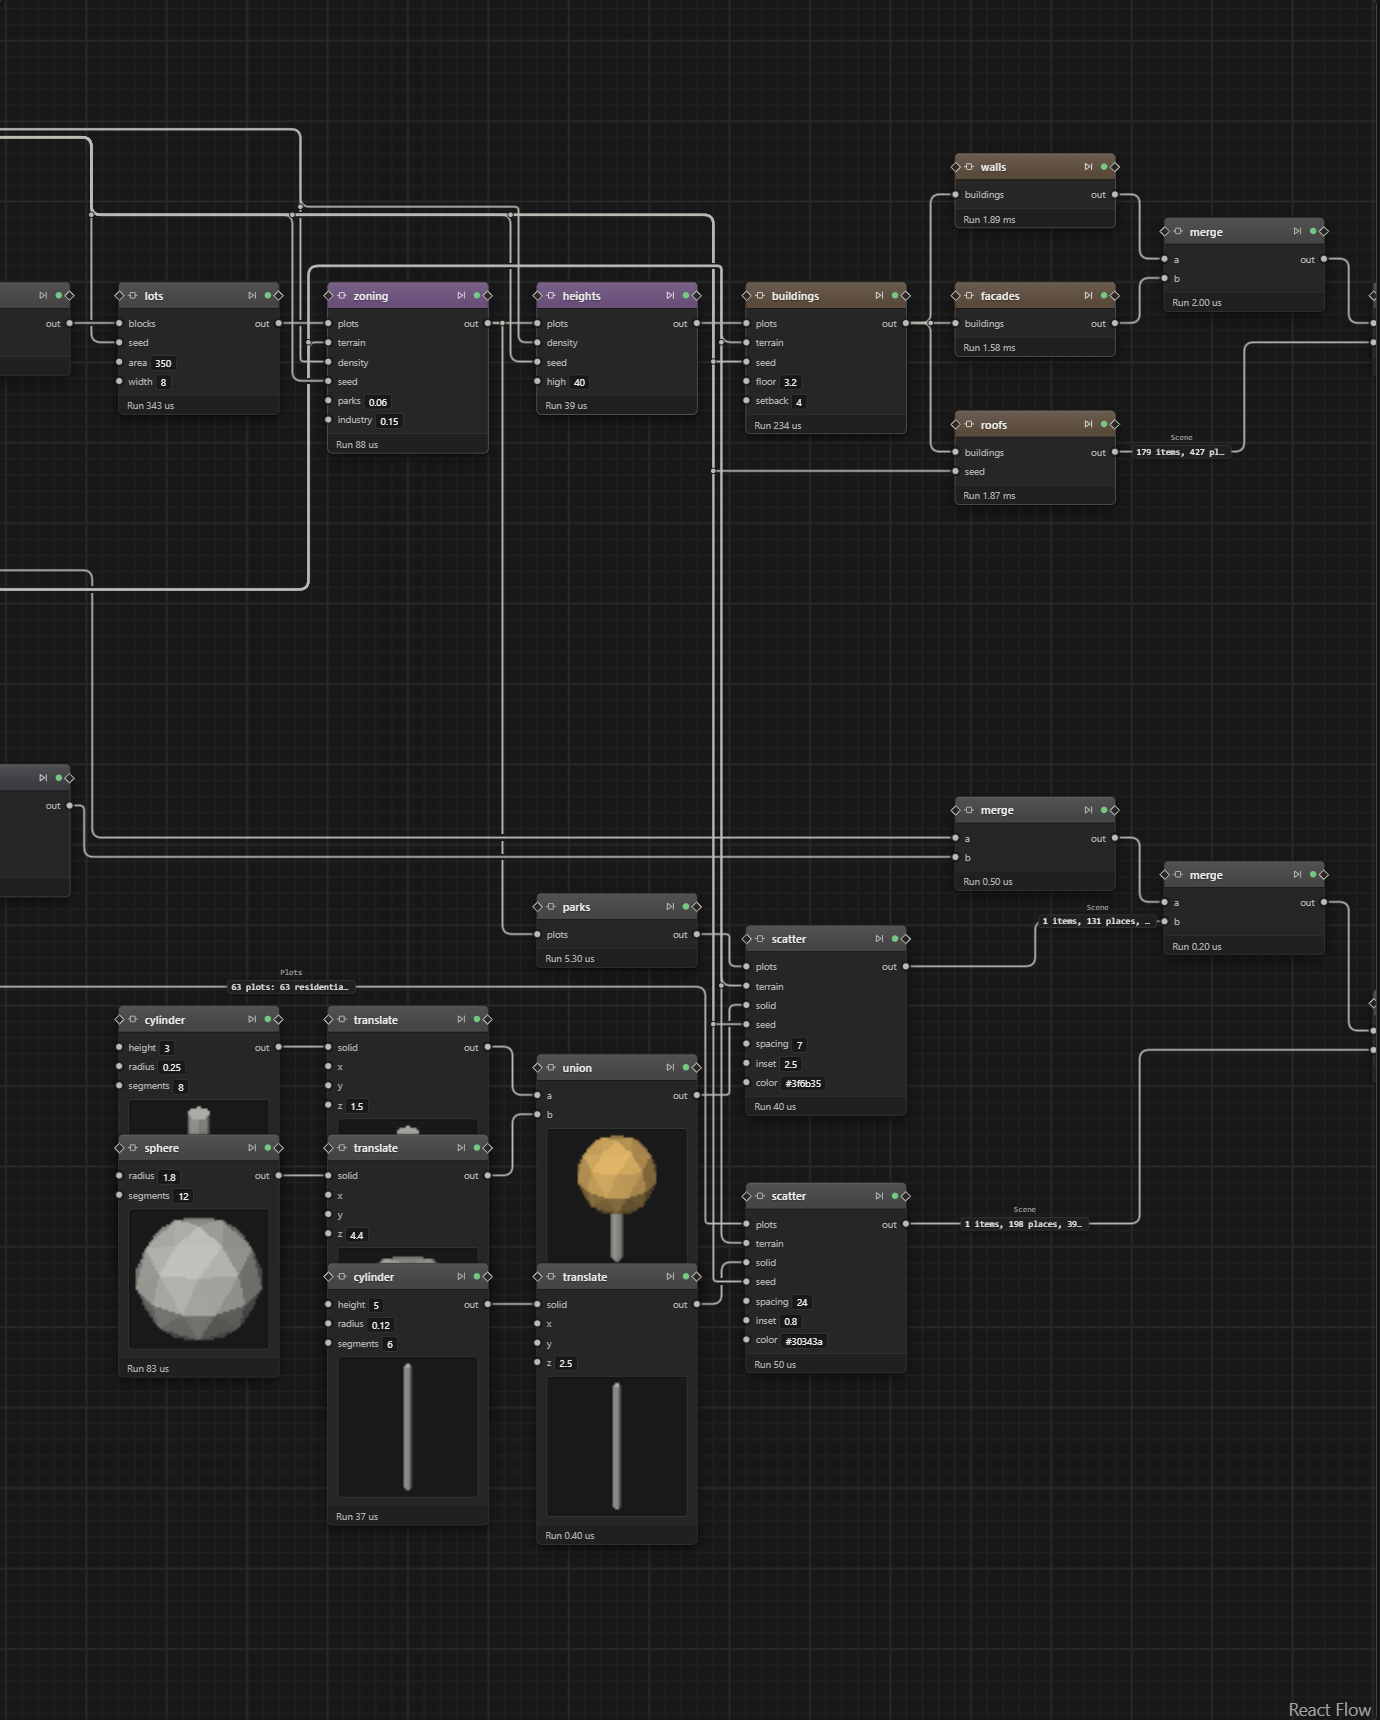 walls
buildings out
Run 1.89 ms
merge
a out
b
Run 2.00 us
out
lots
blocks out
seed
area 350
width 8
Run 343 us
zoning
plots out
terrain
density
seed
parks 0.06
industry 0.15
Run 88 us
heights
plots out
density
seed
high 40
Run 39 us
buildings
plots out
terrain
seed
floor 3.2
setback 4
Run 234 us
facades
buildings out
Run 1.58 ms
roofs
buildings out
seed
Run 1.87 ms
Scene
179 items, 427 pl…
out
merge
a out
b
Run 0.50 us
merge
a out
b
Run 0.20 us
Scene
1 items, 131 places, …
parks
plots out
Run 5.30 us
scatter
plots out
terrain
solid
seed
spacing 7
inset 2.5
color #3f6b35
Run 40 us
Plots
63 plots: 63 residentia…
cylinder
height 3 out
radius 0.25
segments 8
translate
solid out
x
y
z 1.5
union
a out
b
sphere
radius 1.8 out
segments 12
Run 83 us
translate
solid out
x
y
z 4.4
cylinder
height 5 out
radius 0.12
segments 6
Run 37 us
translate
solid out
x
y
z 2.5
Run 0.40 us
scatter
plots out
terrain
solid
seed
spacing 24
inset 0.8
color #30343a
Run 50 us
Scene
1 items, 198 places, 39…
React Flow